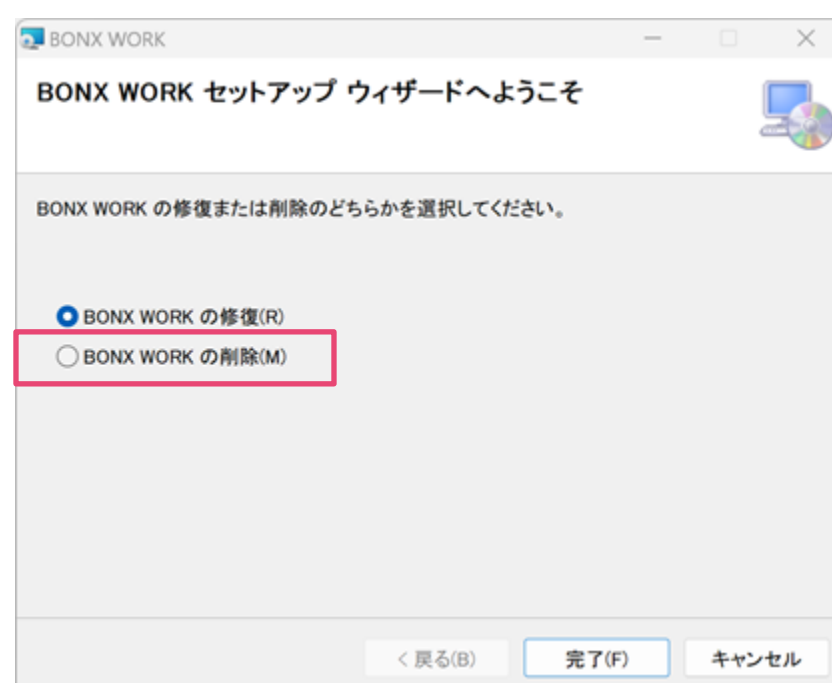 BONX WORK
BONX WORK セットアップ ウィザードへようこそ
BONX WORK の修復または削除のどちらかを選択してください。
BONX WORK の修復(R)
BONX WORK の削除(M)
< 戻る(B)
完了(F)
キャンセル